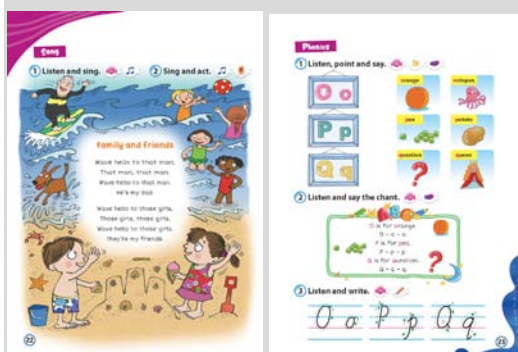 Song
1 Listen and sing.
2 Sing and act.
Family and Friends
Wave hello to that man,
That man, that man.
Wave hello to that man,
He's my dad.
Wave hello to those girls,
Those girls, those girls.
Wave hello to those girls,
They're my friends.
22
Phonics
1 Listen, point and say.
Oo
orange
octopus
Pp
pea
potato
Qq
question
queen
2 Listen and say the chant.
O is for orange.
O - o - o.
P is for pea.
P - p - p.
Q is for question.
Q - q - q.
3 Listen and write.
O o P p Q q
23